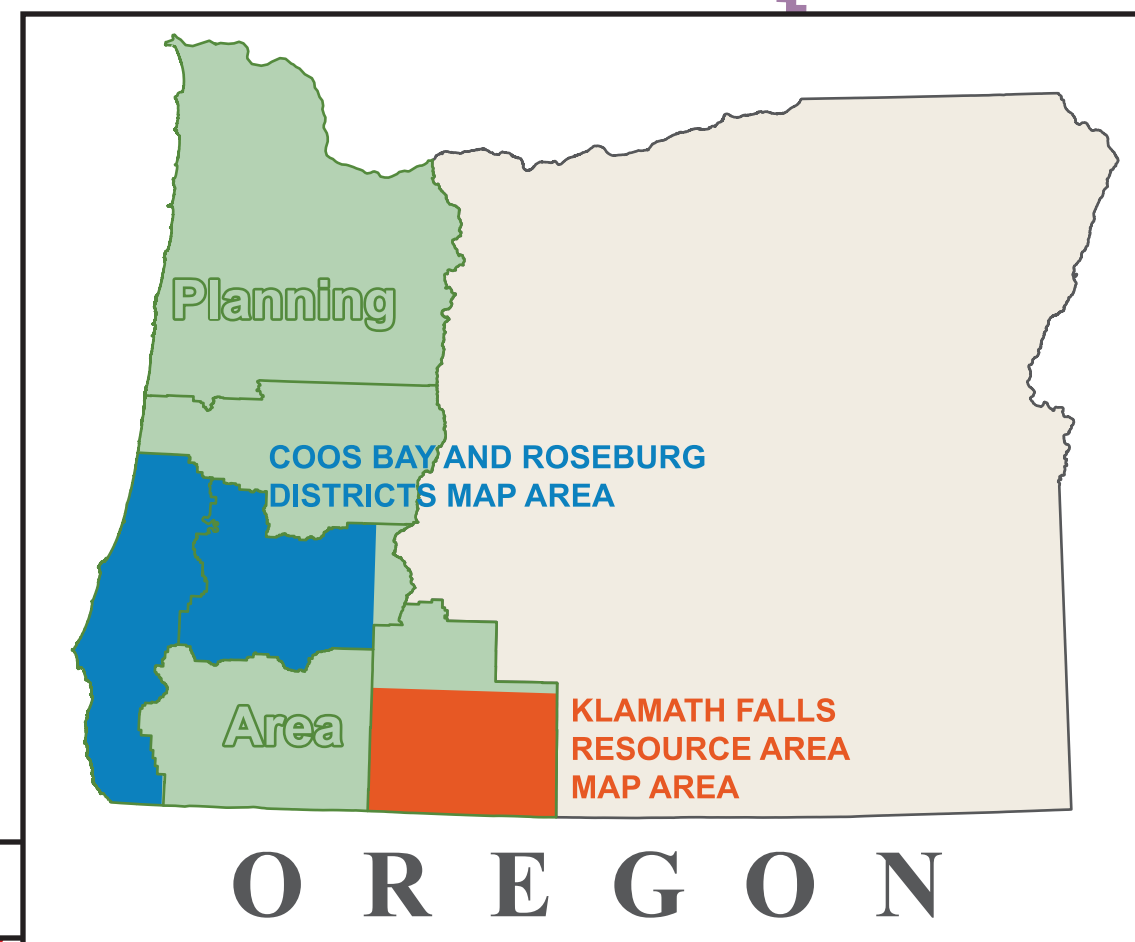 Planning
COOS BAY AND ROSEBURG
DISTRICTS MAP AREA
Area
KLAMATH FALLS
RESOURCE AREA
MAP AREA
OREGON